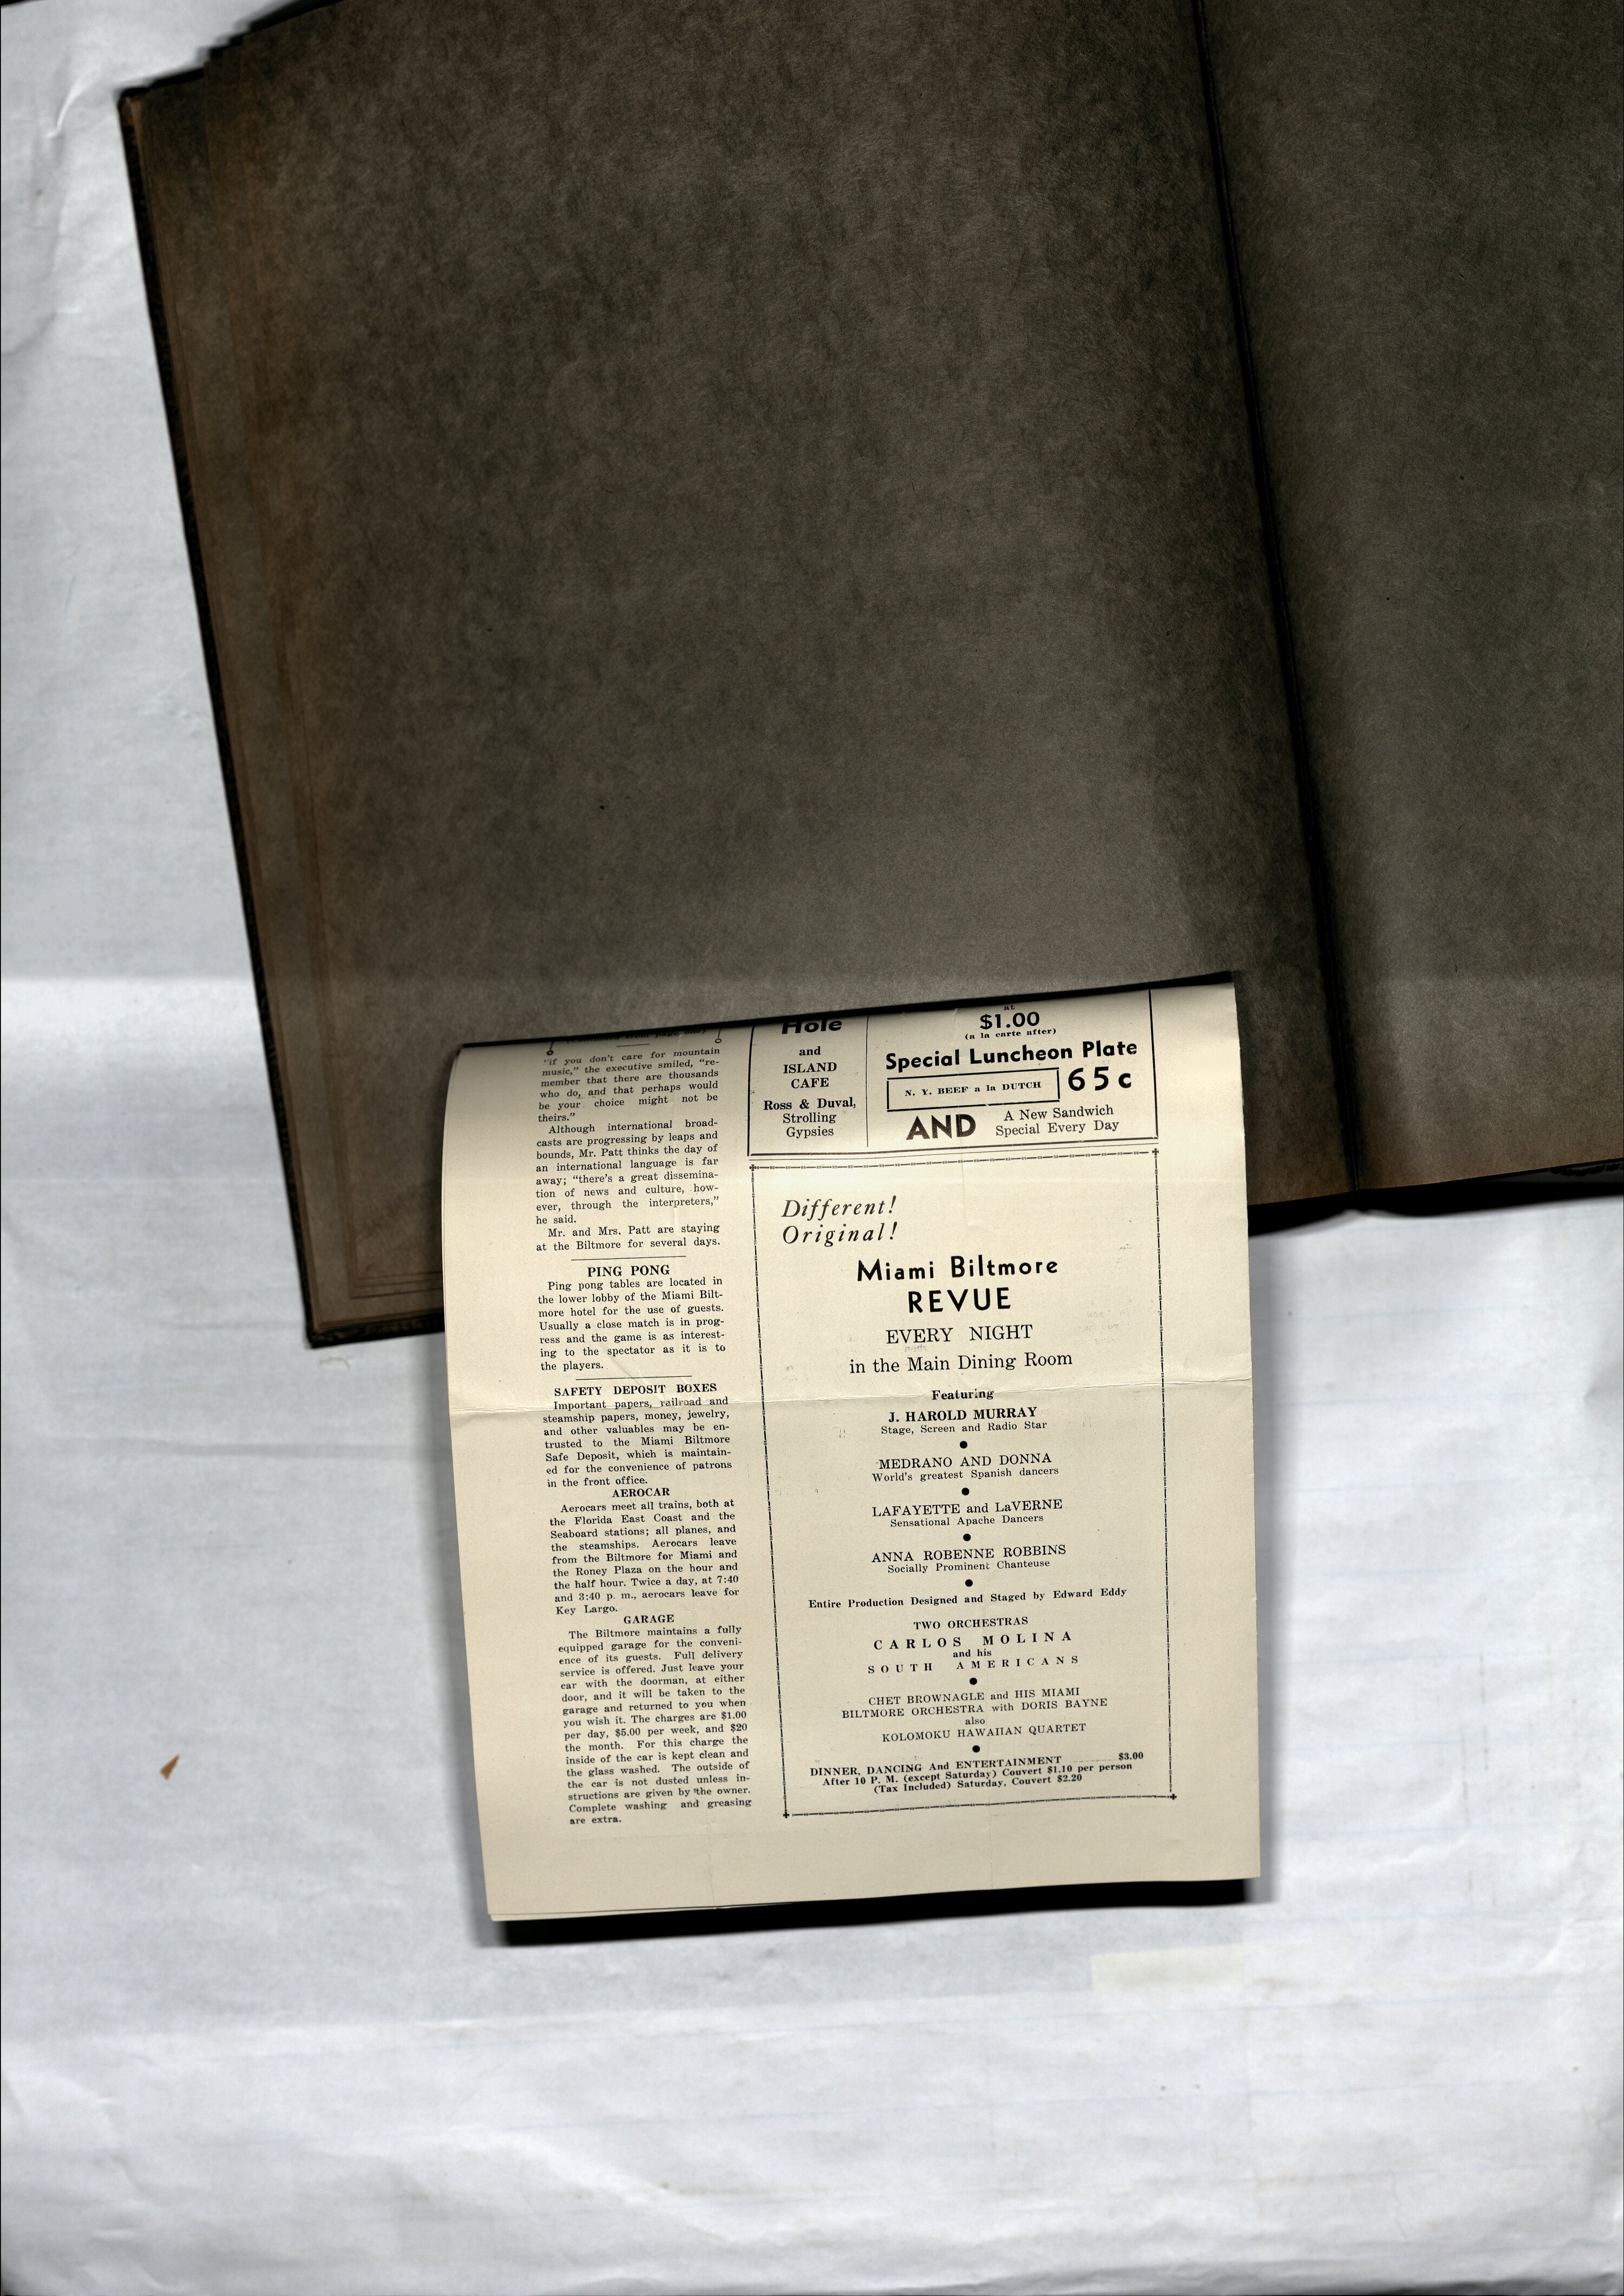 "if you don't care for mountain
music," the executive smiled, "re-
member that there are thousands
who do, and that perhaps would
be your choice might not be
theirs."
Although international broad-
casts are progressing by leaps and
bounds, Mr. Patt thinks the day of
an international language is far
away; "there's a great dissemina-
tion of news and culture, how-
ever, through the interpreters,"
he said.
Mr. and Mrs. Patt are staying
at the Biltmore for several days.
PING PONG
Ping pong tables are located in
the lower lobby of the Miami Bilt-
more hotel for the use of guests.
Usually a close match is in prog-
ress and the game is as interest-
ing to the spectator as it is to
the players.
SAFETY DEPOSIT BOXES
Important papers, railroad and
steamship papers, money, jewelry,
and other valuables may be en-
trusted to the Miami Biltmore
Safe Deposit, which is maintain-
ed for the convenience of patrons
in the front office.
AEROCAR
Aerocars meet all trains, both at
the Florida East Coast and the
Seaboard stations; all planes, and
the steamships. Aerocars leave
from the Biltmore for Miami and
the Roney Plaza on the hour and
the half hour. Twice a day, at 7:40
and 3:40 p. m., aerocars leave for
Key Largo.
GARAGE
The Biltmore maintains a fully
equipped garage for the conveni-
ence of its guests. Full delivery
service is offered. Just leave your
car with the doorman, at either
door, and it will be taken to the
garage and returned to you when
you wish it. The charges are $1.00
per day, $5.00 per week, and $20
the month. For this charge the
inside of the car is kept clean and
the glass washed. The outside of
the car is not dusted unless in-
structions are given by the owner.
Complete washing and greasing
are extra.
Hole
and
ISLAND
CAFE
Ross & Duval,
Strolling
Gypsies
at
$1.00
(a la carte after)
Special Luncheon Plate
N. Y. BEEF a la DUTCH
65c
AND
A New Sandwich
Special Every Day
Different!
Original!
Miami Biltmore
REVUE
EVERY NIGHT
in the Main Dining Room
Featuring
J. HAROLD MURRAY
Stage, Screen and Radio Star
MEDRANO AND DONNA
World's greatest Spanish dancers
LAFAYETTE and LaVERNE
Sensational Apache Dancers
ANNA ROBENNE ROBBINS
Socially Prominent Chanteuse
Entire Production Designed and Staged by Edward Eddy
TWO ORCHESTRAS
CARLOS MOLINA
and his
SOUTH AMERICANS
CHET BROWNAGLE and HIS MIAMI
BILTMORE ORCHESTRA with DORIS BAYNE
also
KOLOMOKU HAWAIIAN QUARTET
DINNER, DANCING And ENTERTAINMENT $3.00
After 10 P. M. (except Saturday) Couvert $1.10 per person
(Tax Included) Saturday, Couvert $2.20